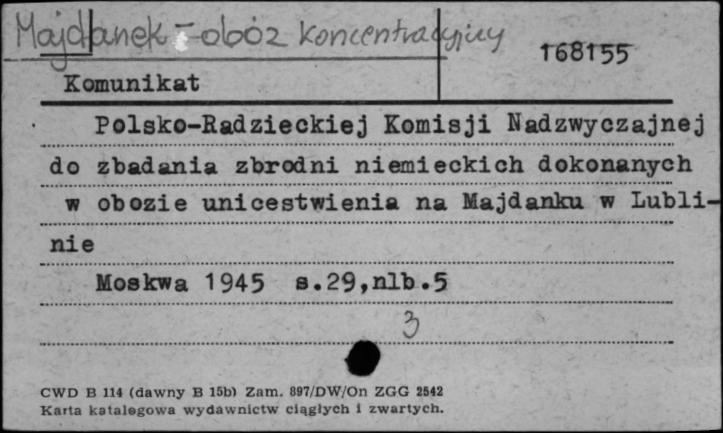 Majdanek - obóz koncentracyjny
168155
Komunikat
Polsko-Radzieckiej Komisji Nadzwyczajnej
do zbadania zbrodni niemieckich dokonanych
w obozie unicestwienia na Majdanku w Lubli-
nie
Moskwa 1945 s.29,nlb.5
3
CWD B 114 (dawny B 15b) Zam. 897/DW/On ZGG 2542
Karta katalogowa wydawnictw ciągłych i zwartych.